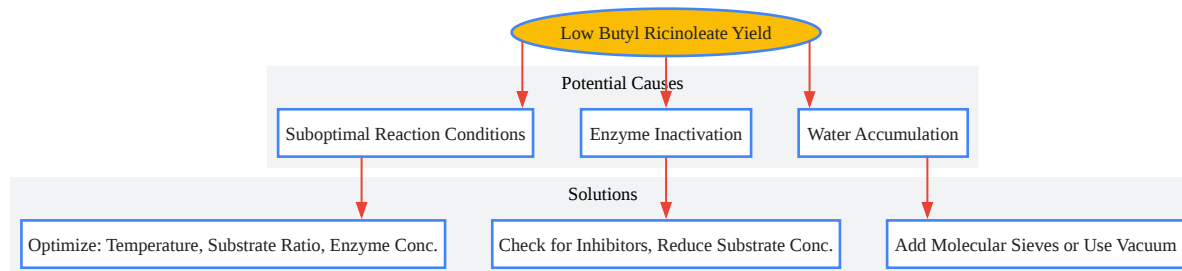 Low Butyl Ricinoleate Yield
Potential Causes
Suboptimal Reaction Conditions
Enzyme Inactivation
Water Accumulation
Solutions
Optimize: Temperature, Substrate Ratio, Enzyme Conc.
Check for Inhibitors, Reduce Substrate Conc.
Add Molecular Sieves or Use Vacuum